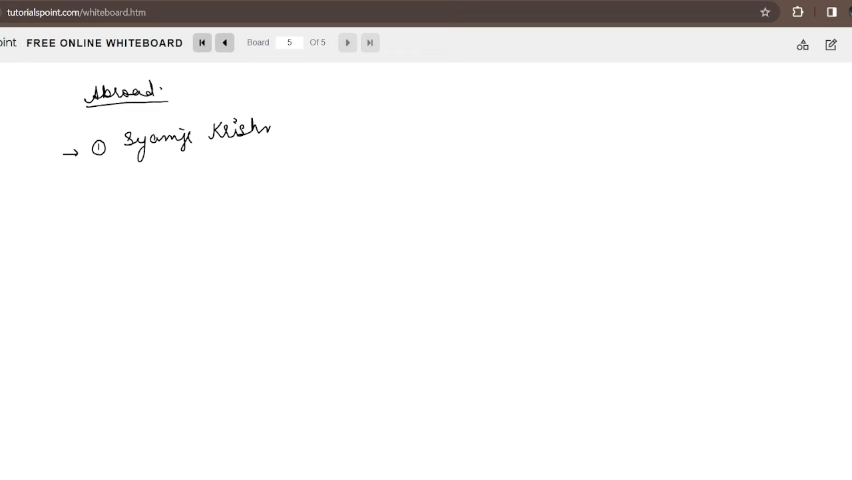 tutorialspoint.com/whiteboard.htm
oint FREE ONLINE WHITEBOARD Board 5 Of 5
Abroad.
→ ① Syamji Krishn